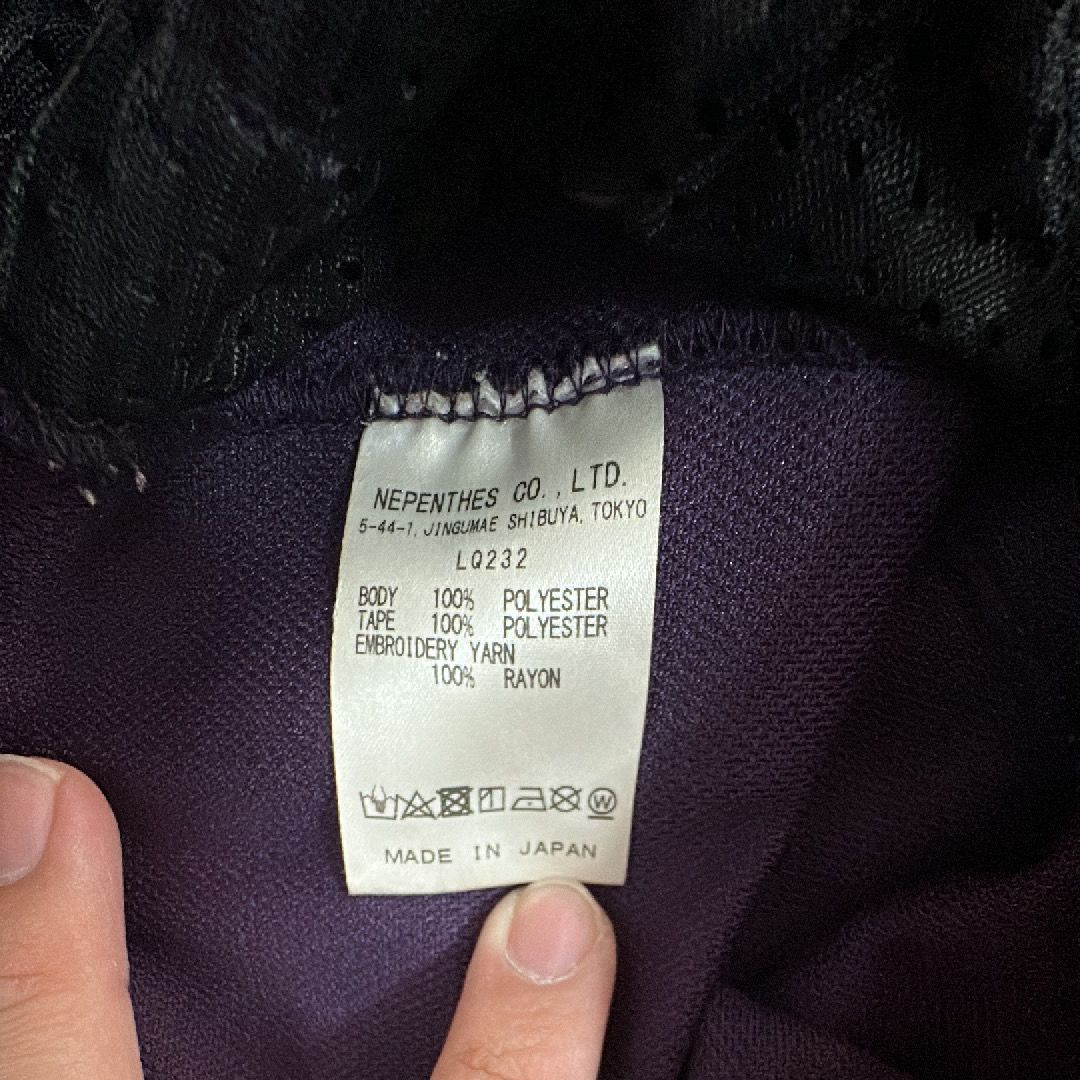 NEPENTHES CO., LTD.
5-44-1, JINGUMAE SHIBUYA, TOKYO
LQ232
BODY 100% POLYESTER
TAPE 100% POLYESTER
EMBROIDERY YARN
100% RAYON
W
MADE IN JAPAN